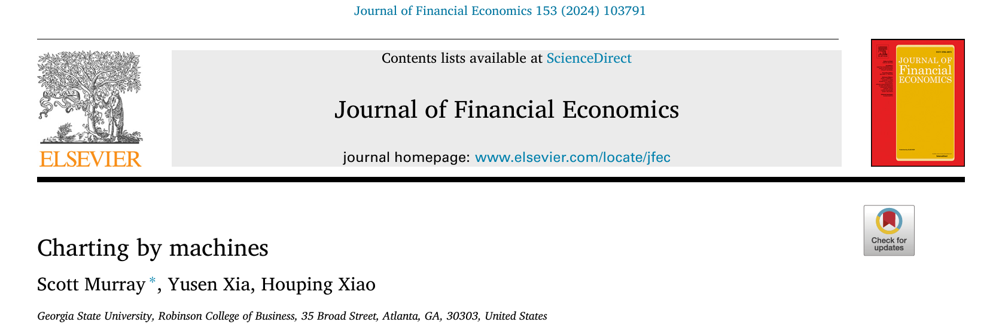 Journal of Financial Economics 153 (2024) 103791
Contents lists available at ScienceDirect
Journal of Financial Economics
journal homepage: www.elsevier.com/locate/jfec
NON SOLUS
ELSEVIER
JOURNAL OF
Financial
ECONOMICS
Check for
updates
Charting by machines
Scott Murray *, Yusen Xia, Houping Xiao
Georgia State University, Robinson College of Business, 35 Broad Street, Atlanta, GA, 30303, United States